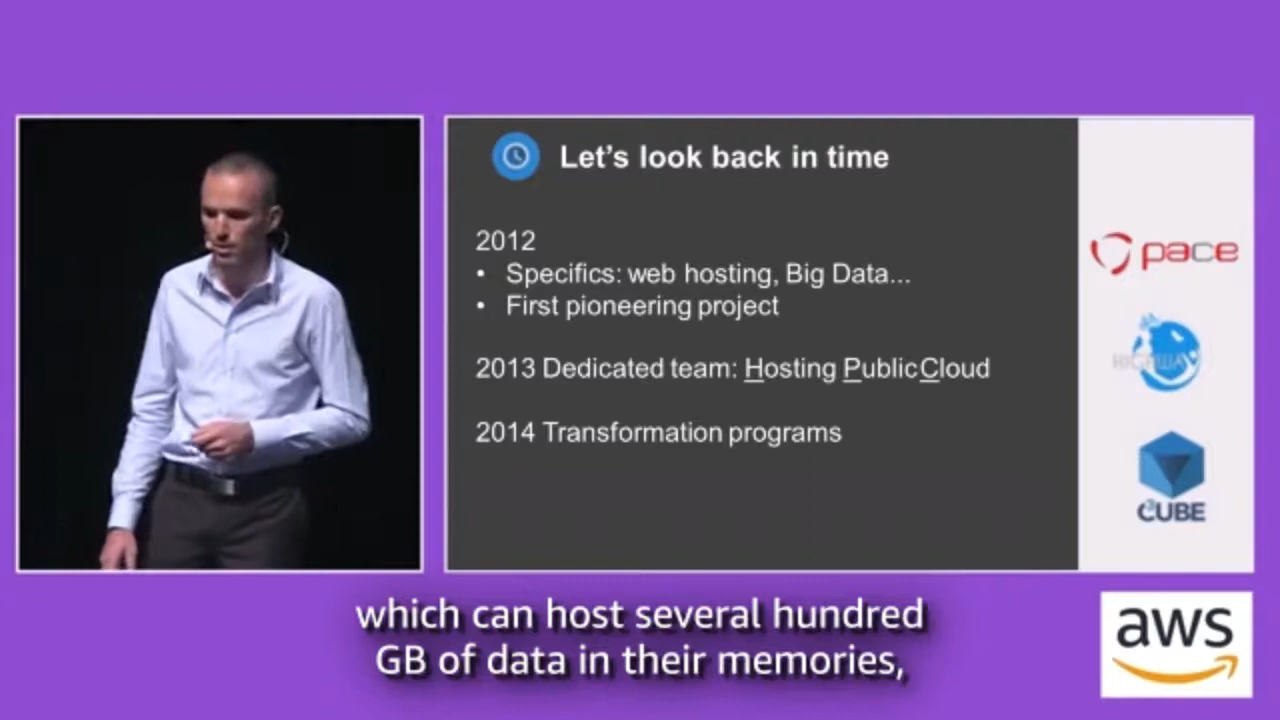 Let's look back in time
2012
• Specifics: web hosting, Big Data...
• First pioneering project
2013 Dedicated team: Hosting Public Cloud
2014 Transformation programs
pace
HIGHWAY
CUBE
which can host several hundred
GB of data in their memories,
aws